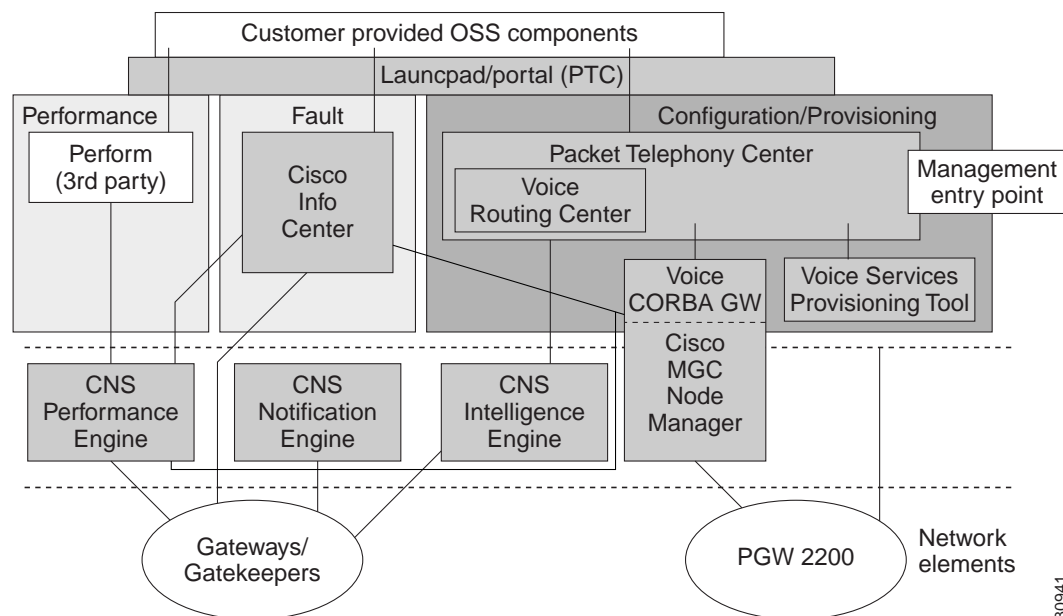 Customer provided OSS components
Launcpad/portal (PTC)
Performance
Fault
Configuration/Provisioning
Perform
(3rd party)
Cisco
Info
Center
Packet Telephony Center
Voice
Routing Center
Management
entry point
Voice
CORBA GW
Voice Services
Provisioning Tool
CNS
Performance
Engine
CNS
Notification
Engine
CNS
Intelligence
Engine
Cisco
MGC
Node
Manager
Gateways/
Gatekeepers
PGW 2200
Network
elements